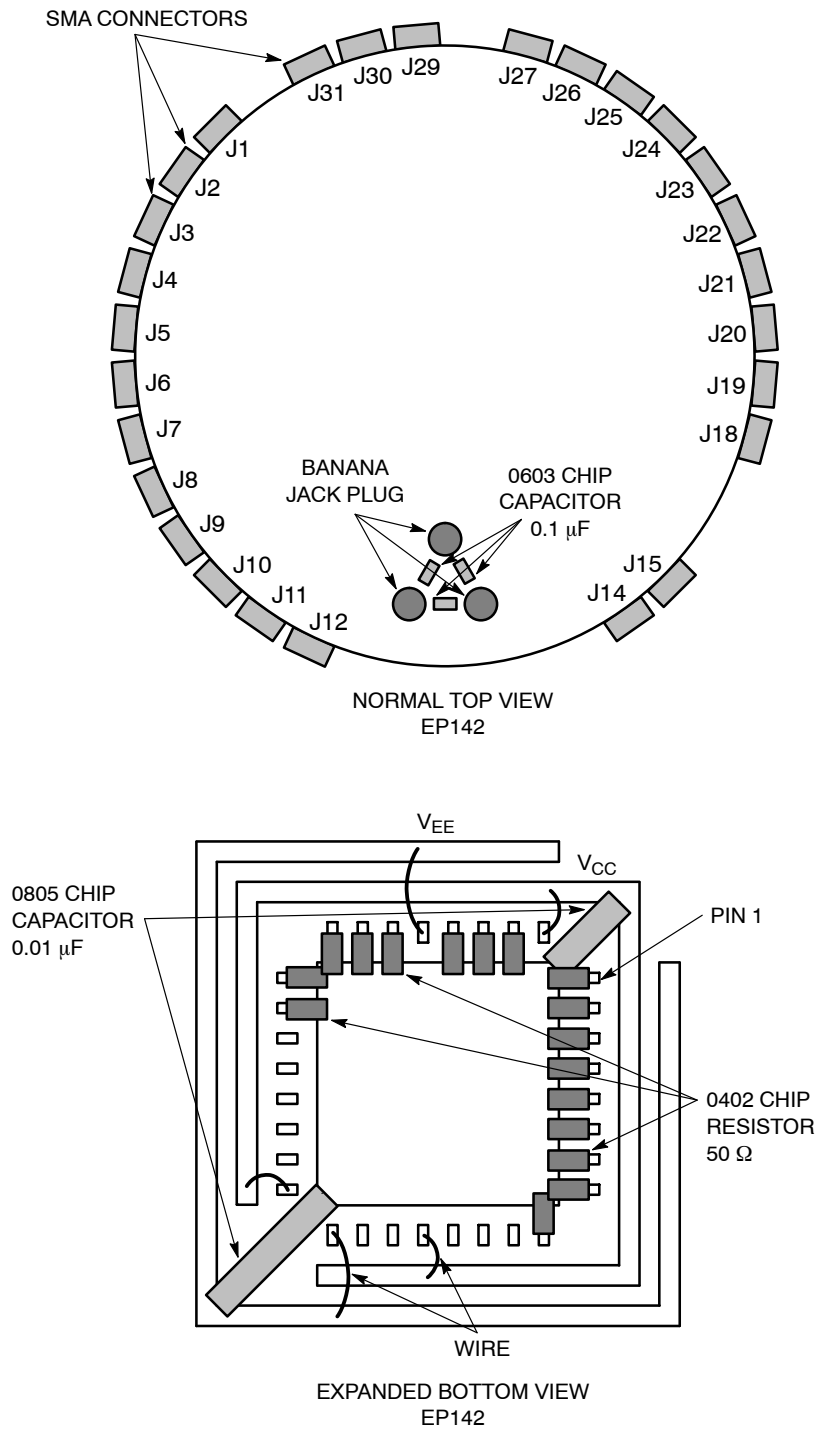 SMA CONNECTORS
J29
J30
J31
J27
J26
J25
J24
J23
J22
J21
J20
J19
J18
J1
J2
J3
J4
J5
J6
J7
J8
J9
J10
J11
J12
BANANA
JACK PLUG
0603 CHIP
CAPACITOR
0.1 μF
J15
J14
NORMAL TOP VIEW
EP142
VEE
VCC
0805 CHIP
CAPACITOR
0.01 μF
PIN 1
0402 CHIP
RESISTOR
50 Ω
WIRE
EXPANDED BOTTOM VIEW
EP142